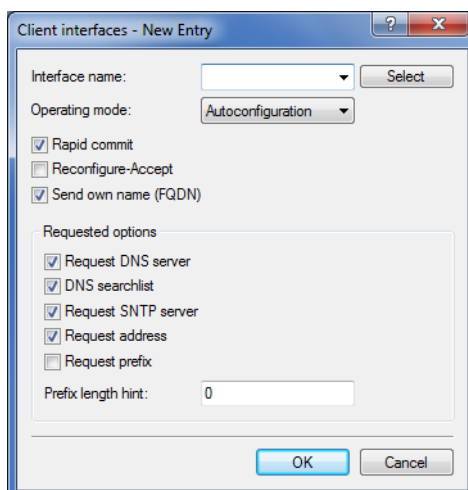 Client interfaces - New Entry
Interface name:
Select
Operating mode:
Autoconfiguration
Rapid commit
Reconfigure-Accept
Send own name (FQDN)
Requested options
Request DNS server
DNS searchlist
Request SNTP server
Request address
Request prefix
Prefix length hint:
0
OK
Cancel